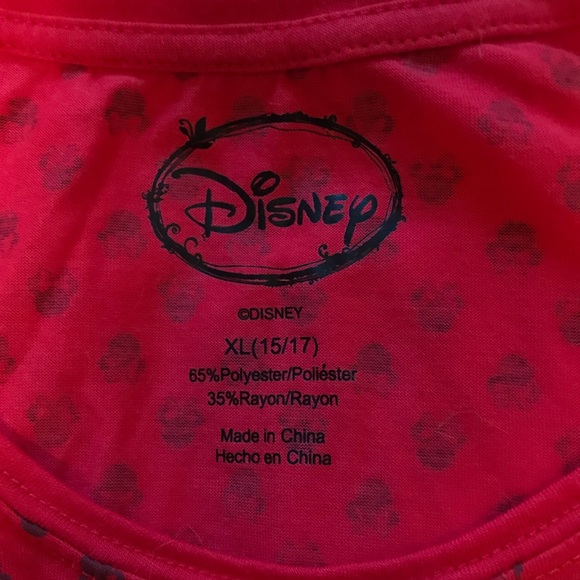 Disney
©DISNEY
XL(15/17)
65%Polyester/Poliéster
35%Rayon/Rayon
Made in China
Hecho en China